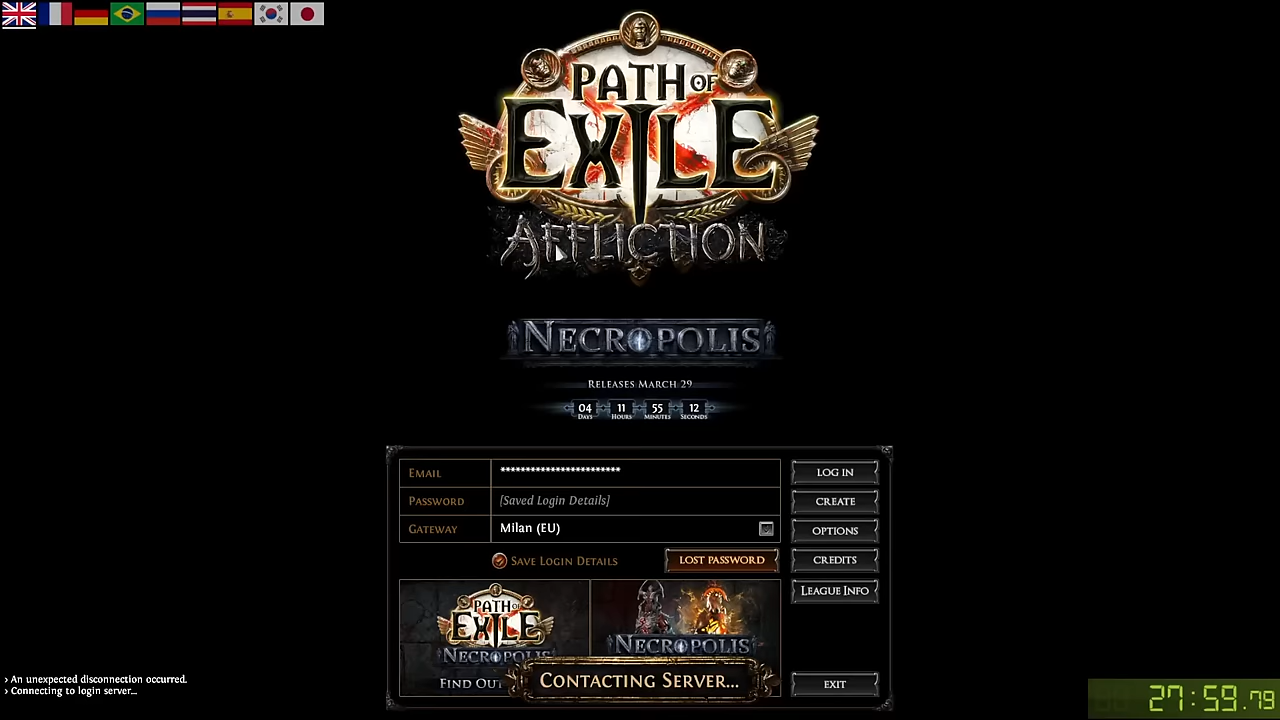 PATH OF
EXILE
AFFLICTION
NECROPOLIS
RELEASES MARCH 29
04 11 55 12
DAYS HOURS MINUTES SECONDS
EMAIL ************************ LOG IN
PASSWORD [Saved Login Details] CREATE
GATEWAY Milan (EU) OPTIONS
SAVE LOGIN DETAILS LOST PASSWORD CREDITS
LEAGUE INFO
PATH OF
EXILE
NECROPOLIS NECROPOLIS
FIND OU
CONTACTING SERVER...
EXIT
› An unexpected disconnection occurred.
› Connecting to login server...
27:59.79